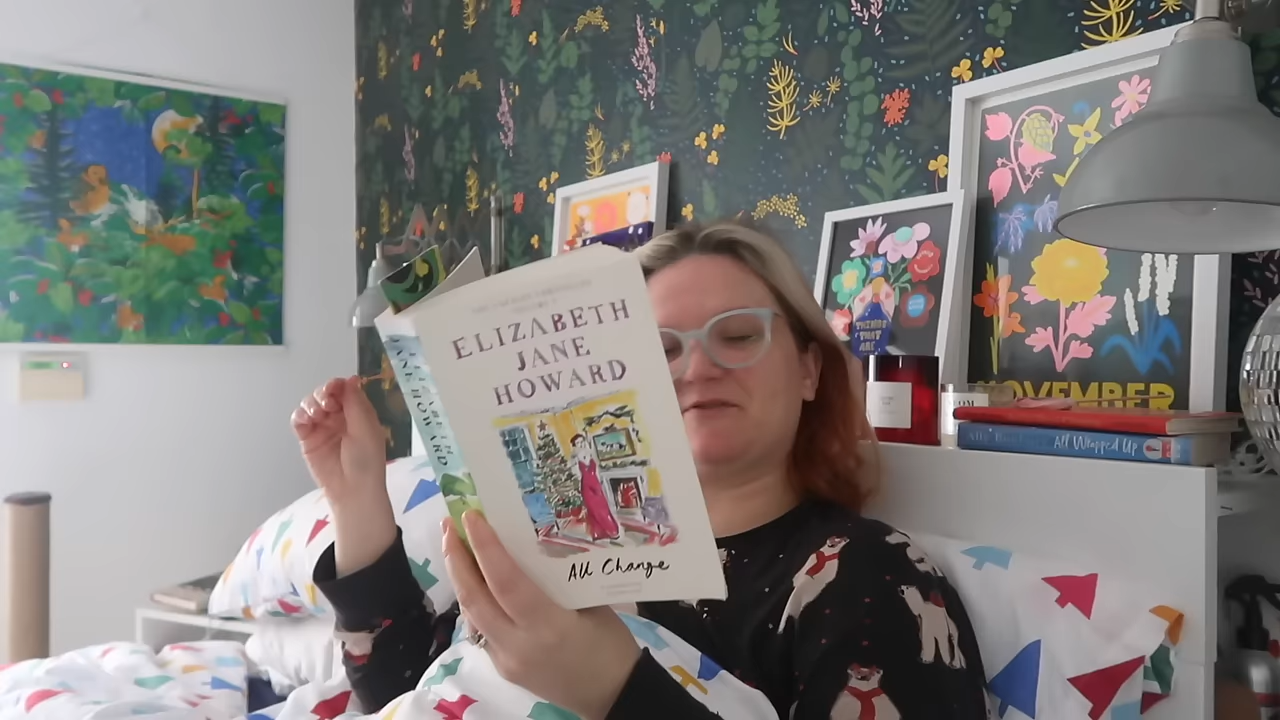 ELIZABETH
JANE
HOWARD
All Change
ELIZABETH
JANE HOWARD
THINGS
THAT ARE
NOVEMBER
All Wrapped Up